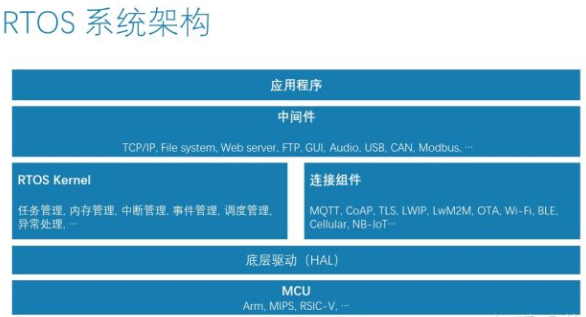 RTOS 系统架构
应用程序
中间件
TCP/IP, File system, Web server, FTP, GUI, Audio, USB, CAN, Modbus, ···
RTOS Kernel
任务管理, 内存管理, 中断管理, 事件管理, 调度管理,
异常处理, ···
连接组件
MQTT, CoAP, TLS, LWIP, LwM2M, OTA, Wi-Fi, BLE,
Cellular, NB-IoT···
底层驱动（HAL）
MCU
Arm, MIPS, RSIC-V, ···